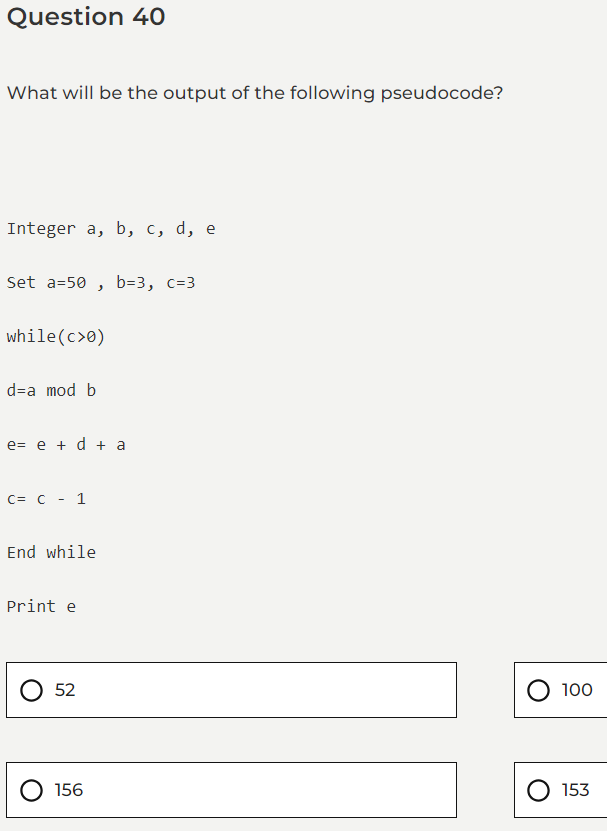 Question 40
What will be the output of the following pseudocode?
Integer a, b, c, d, e
Set a=50 , b=3, c=3
while(c>0)
d=a mod b
e= e + d + a
c= c - 1
End while
Print e
52
100
156
153